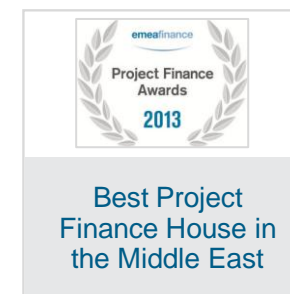 emeafinance
Project Finance
Awards
2013
Best Project
Finance House in
the Middle East